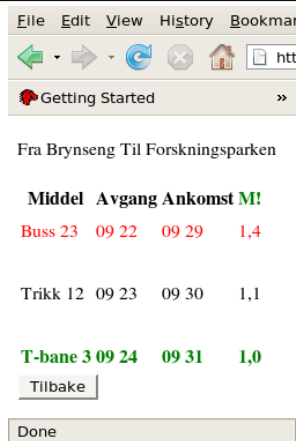 File Edit View History Bookmar
htt
Getting Started »
Fra Brynseng Til Forskningsparken
Middel Avgang Ankomst M!
Buss 23 09 22 09 29 1,4
Trikk 12 09 23 09 30 1,1
T-bane 3 09 24 09 31 1,0
Tilbake
Done